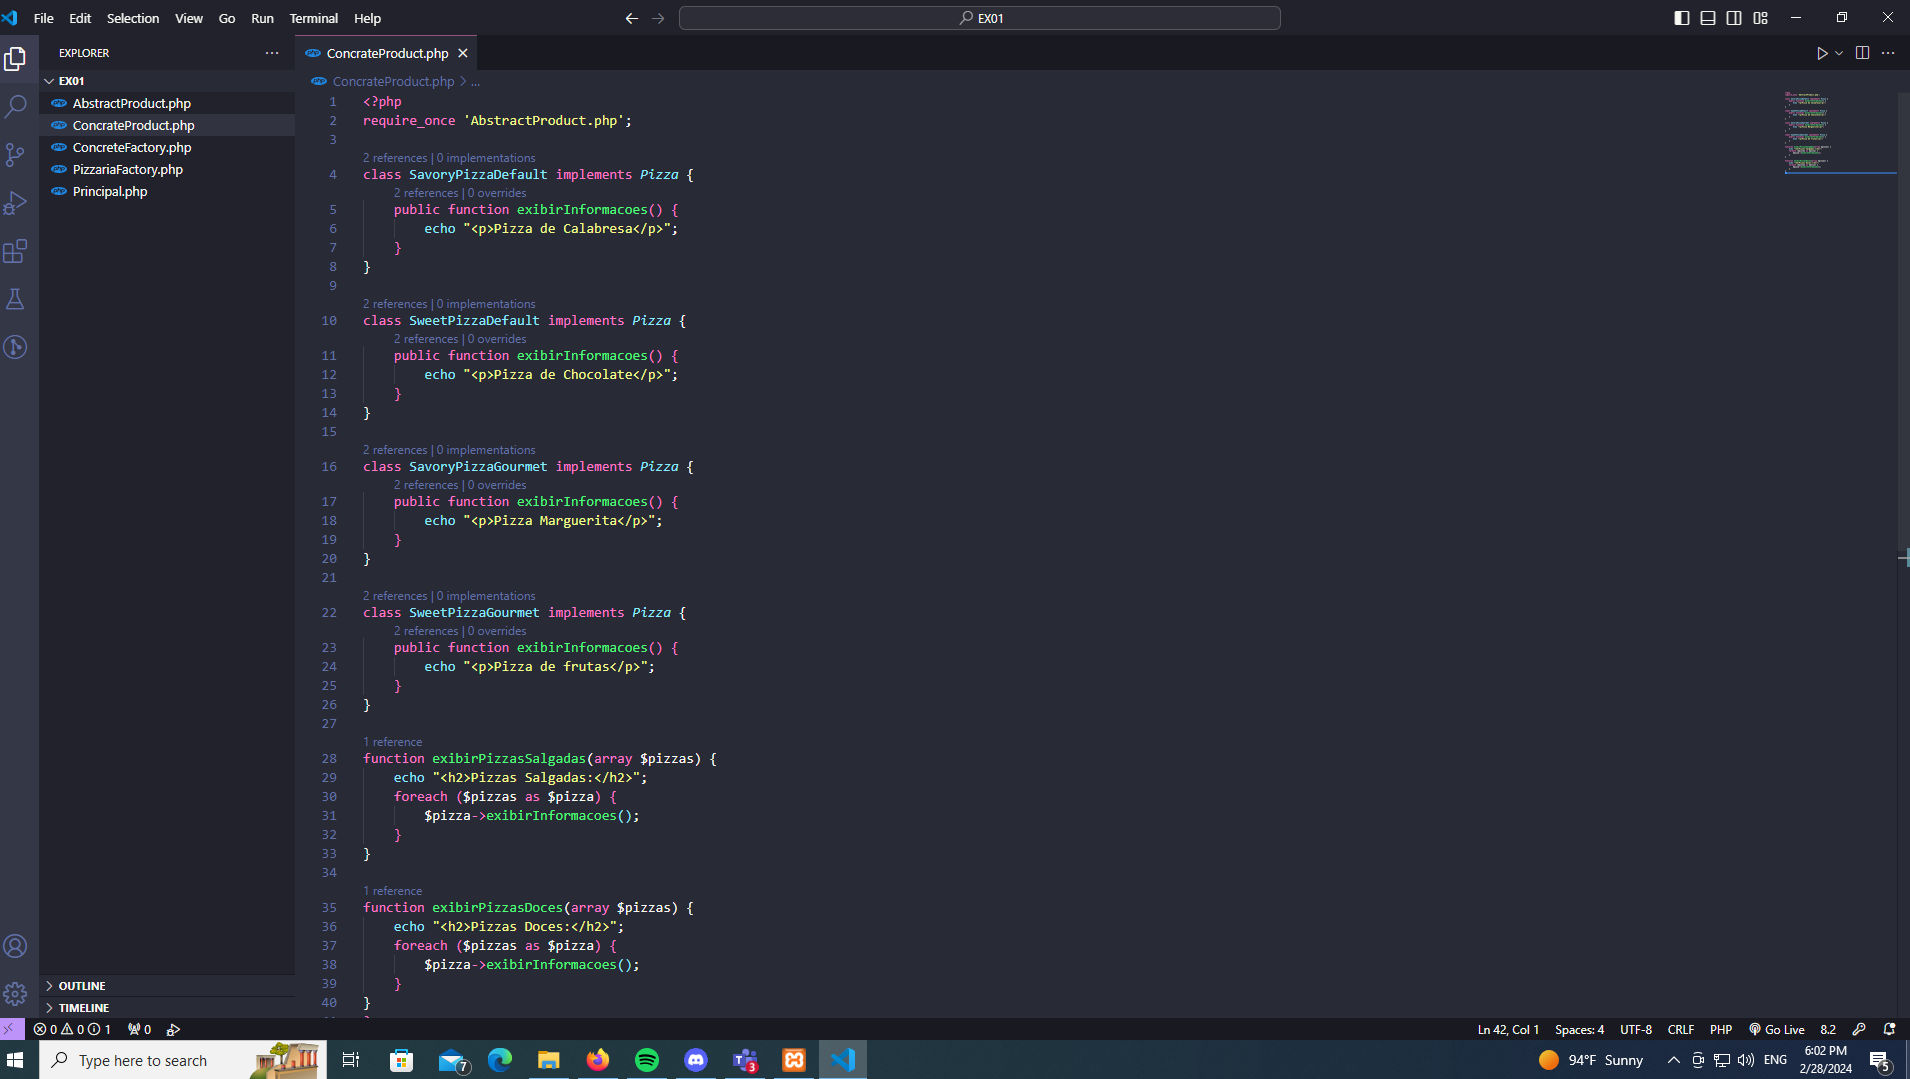 File Edit Selection View Go Run Terminal Help
EX01
EXPLORER
EX01
AbstractProduct.php
ConcrateProduct.php
ConcreteFactory.php
PizzariaFactory.php
Principal.php
OUTLINE
TIMELINE
ConcrateProduct.php
ConcrateProduct.php > ...
1 <?php
2 require_once 'AbstractProduct.php';
3
2 references | 0 implementations
4 class SavoryPizzaDefault implements Pizza {
2 references | 0 overrides
5 public function exibirInformacoes() {
6 echo "<p>Pizza de Calabresa</p>";
7 }
8 }
9
2 references | 0 implementations
10 class SweetPizzaDefault implements Pizza {
2 references | 0 overrides
11 public function exibirInformacoes() {
12 echo "<p>Pizza de Chocolate</p>";
13 }
14 }
15
2 references | 0 implementations
16 class SavoryPizzaGourmet implements Pizza {
2 references | 0 overrides
17 public function exibirInformacoes() {
18 echo "<p>Pizza Marguerita</p>";
19 }
20 }
21
2 references | 0 implementations
22 class SweetPizzaGourmet implements Pizza {
2 references | 0 overrides
23 public function exibirInformacoes() {
24 echo "<p>Pizza de frutas</p>";
25 }
26 }
27
1 reference
28 function exibirPizzasSalgadas(array $pizzas) {
29 echo "<h2>Pizzas Salgadas:</h2>";
30 foreach ($pizzas as $pizza) {
31 $pizza->exibirInformacoes();
32 }
33 }
34
1 reference
35 function exibirPizzasDoces(array $pizzas) {
36 echo "<h2>Pizzas Doces:</h2>";
37 foreach ($pizzas as $pizza) {
38 $pizza->exibirInformacoes();
39 }
40 }
0 0 1 0
Ln 42, Col 1 Spaces: 4 UTF-8 CRLF PHP Go Live 8.2
Type here to search
7
3
94°F Sunny
ENG
6:02 PM
2/28/2024
5